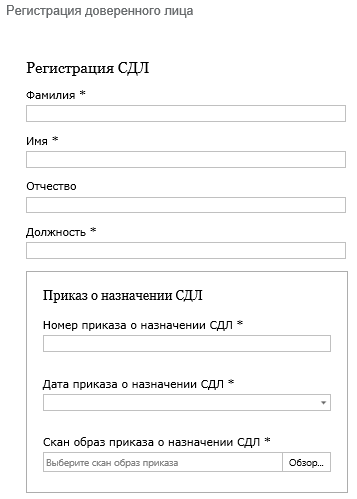 Регистрация доверенного лица
Регистрация СДЛ
Фамилия *
Имя *
Отчество
Должность *
Приказ о назначении СДЛ
Номер приказа о назначении СДЛ *
Дата приказа о назначении СДЛ *
Скан образ приказа о назначении СДЛ *
Выберите скан образ приказа Обзор...